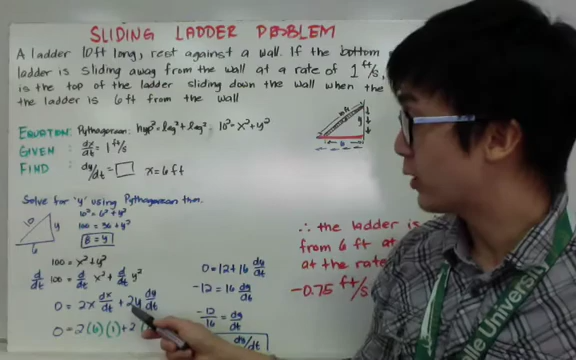 SLIDING LADDER PROBLEM
A ladder 10ft long, rest against a wall. If the bottom
ladder is sliding away from the wall at a rate of 1 ft/s,
is the top of the ladder sliding down the wall when the
the ladder is 6ft from the wall
EQUATION: Pythagorean: hyp² = leg² + leg² 10² = x² + y²
GIVEN: dx/dt = 1 ft/s
FIND: dy/dt = □ x = 6 ft
y
6
Solve for 'y' using Pythagorean thm.
10² = 6² + y²
100 = 36 + y²
8 = y
10
y
6
100 = x² + y²
d/dt 100 = d/dt x² + d/dt y²
0 = 2x dx/dt + 2y dy/dt
0 = 2(6)(1) + 2
0 = 12 + 16 dy/dt
-12 = 16 dy/dt
-12/16 = dy/dt
dy/dt
∴ the ladder is
from 6 ft at
at the rate
-0.75 ft/s